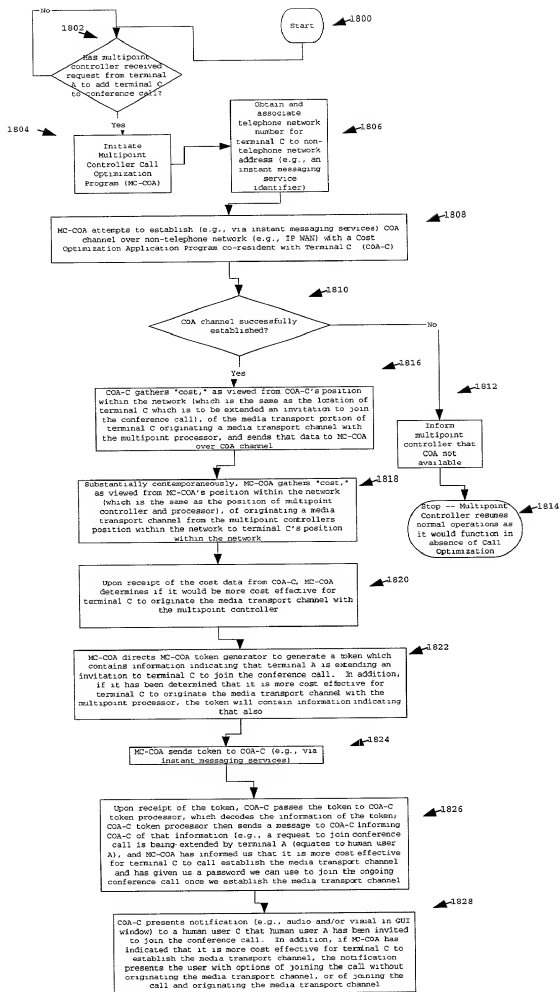 Start
1800
1802
No
Has multipoint
controller received
request from terminal
A to add terminal C
to conference call?
Yes
1804
Initiate
Multipoint
Controller Call
Optimization
Program (MC-COA)
Obtain and
associate
telephone network
number for
terminal C to non-
telephone network
address (e.g., an
instant messaging
service
identifier)
1806
MC-COA attempts to establish (e.g., via instant messaging services) COA
channel over non-telephone network (e.g., IP WAN) with a Cost
Optimization Application Program co-resident with Terminal C (COA-C)
1808
1810
COA channel successfully
established?
No
Yes
1816
COA-C gathers "cost," as viewed from COA-C's position
within the network (which is the same as the location of
terminal C which is to be extended an invitation to join
the conference call), of the media transport portion of
terminal C originating a media transport channel with
the multipoint processor, and sends that data to MC-COA
over COA channel
1812
Inform
multipoint
controller that
COA not
available
Substantially contemporaneously, MC-COA gathers "cost,"
as viewed from MC-COA's position within the network
(which is the same as the position of multipoint
controller and processor), of originating a media
transport channel from the multipoint controllers
position within the network to terminal C's position
within the network
1818
Stop -- Multipoint
Controller resumes
normal operations as
it would function in
absence of Call
Optimization
1814
Upon receipt of the cost data from COA-C, MC-COA
determines if it would be more cost effective for
terminal C to originate the media transport channel with
the multipoint controller
1820
MC-COA directs MC-COA token generator to generate a token which
contains information indicating that terminal A is extending an
invitation to terminal C to join the conference call. In addition,
if it has been determined that it is more cost effective for
terminal C to originate the media transport channel with the
multipoint processor, the token will contain information indicating
that also
1822
MC-COA sends token to COA-C (e.g., via
instant messaging services)
1824
Upon receipt of the token, COA-C passes the token to COA-C
token processor, which decodes the information of the token;
COA-C token processor then sends a message to COA-C informing
COA-C of that information (e.g., a request to join conference
call is being extended by terminal A (equates to human user
A), and MC-COA has informed us that it is more cost effective
for terminal C to call establish the media transport channel
and has given us a password we can use to join the ongoing
conference call once we establish the media transport channel
1826
COA-C presents notification (e.g., audio and/or visual in GUI
window) to a human user C that human user A has been invited
to join the conference call. In addition, if MC-COA has
indicated that it is more cost effective for terminal C to
establish the media transport channel, the notification
presents the user with options of joining the call without
originating the media transport channel, or of joining the
call and originating the media transport channel
1828